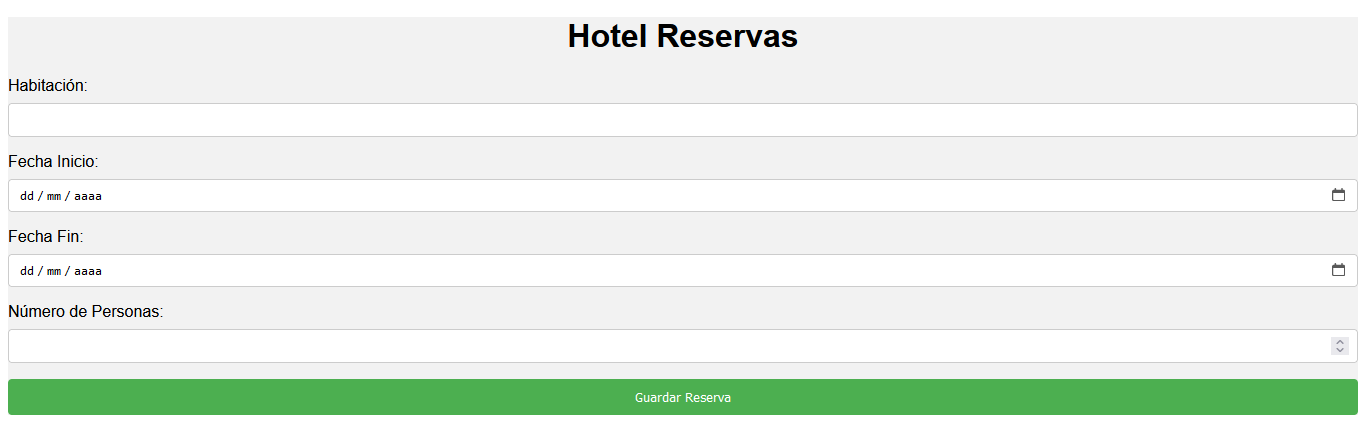 Hotel Reservas
Habitación:
Fecha Inicio:
dd / mm / aaaa
Fecha Fin:
dd / mm / aaaa
Número de Personas:
Guardar Reserva